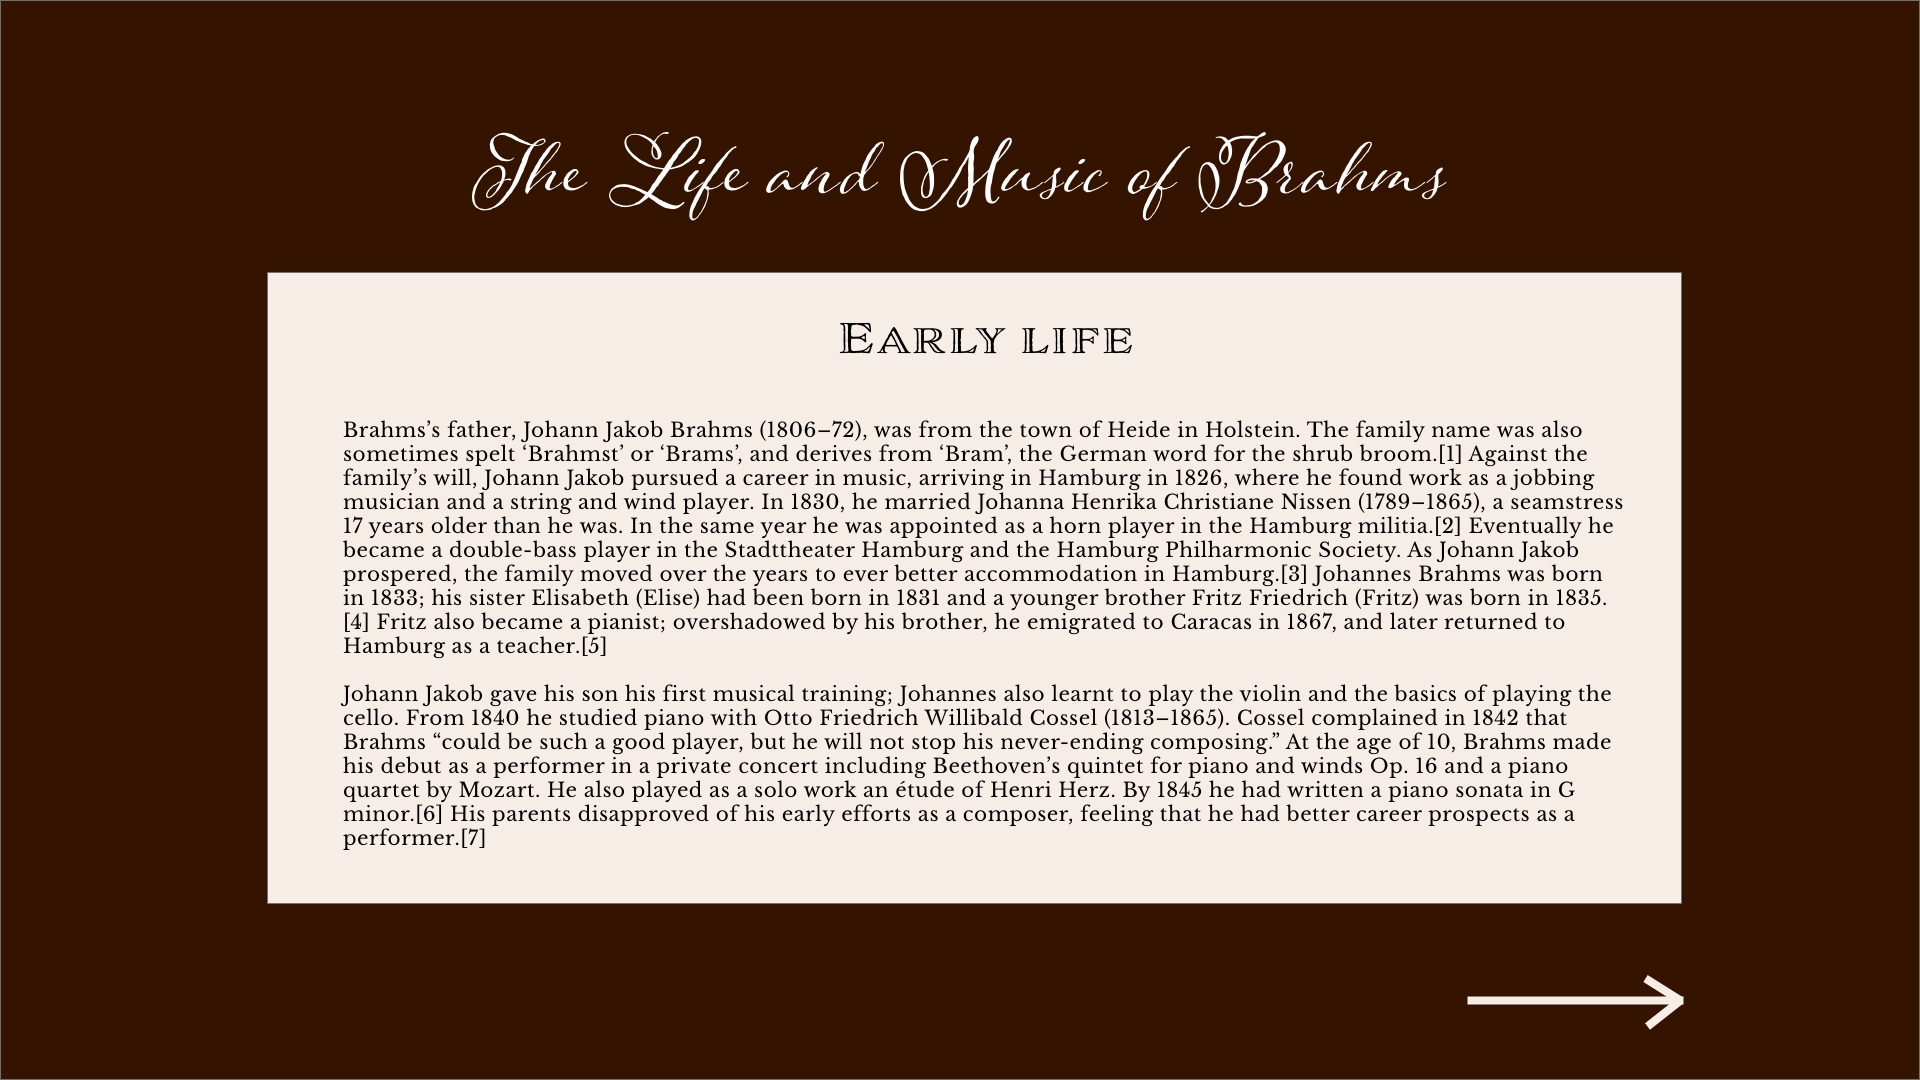 The Life and Music of Brahms
Early life
Brahms’s father, Johann Jakob Brahms (1806–72), was from the town of Heide in Holstein. The family name was also
sometimes spelt ‘Brahmst’ or ‘Brams’, and derives from ‘Bram’, the German word for the shrub broom.[1] Against the
family’s will, Johann Jakob pursued a career in music, arriving in Hamburg in 1826, where he found work as a jobbing
musician and a string and wind player. In 1830, he married Johanna Henrika Christiane Nissen (1789–1865), a seamstress
17 years older than he was. In the same year he was appointed as a horn player in the Hamburg militia.[2] Eventually he
became a double-bass player in the Stadttheater Hamburg and the Hamburg Philharmonic Society. As Johann Jakob
prospered, the family moved over the years to ever better accommodation in Hamburg.[3] Johannes Brahms was born
in 1833; his sister Elisabeth (Elise) had been born in 1831 and a younger brother Fritz Friedrich (Fritz) was born in 1835.
[4] Fritz also became a pianist; overshadowed by his brother, he emigrated to Caracas in 1867, and later returned to
Hamburg as a teacher.[5]
Johann Jakob gave his son his first musical training; Johannes also learnt to play the violin and the basics of playing the
cello. From 1840 he studied piano with Otto Friedrich Willibald Cossel (1813–1865). Cossel complained in 1842 that
Brahms “could be such a good player, but he will not stop his never-ending composing.” At the age of 10, Brahms made
his debut as a performer in a private concert including Beethoven’s quintet for piano and winds Op. 16 and a piano
quartet by Mozart. He also played as a solo work an étude of Henri Herz. By 1845 he had written a piano sonata in G
minor.[6] His parents disapproved of his early efforts as a composer, feeling that he had better career prospects as a
performer.[7]